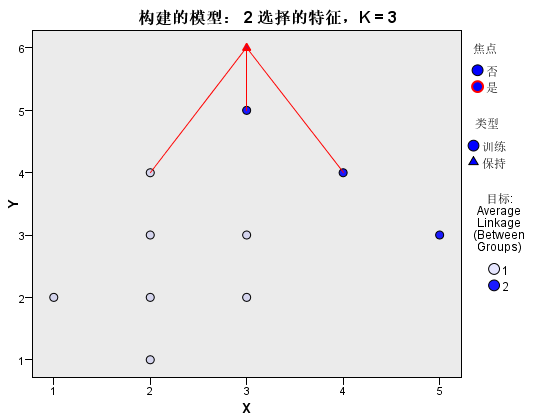 构建的模型: 2 选择的特征, K = 3
焦点
否
是
类型
训练
保持
目标:
Average
Linkage
(Between
Groups)
1
2
Y
6
5
4
3
2
1
1 2 3 4 5
X